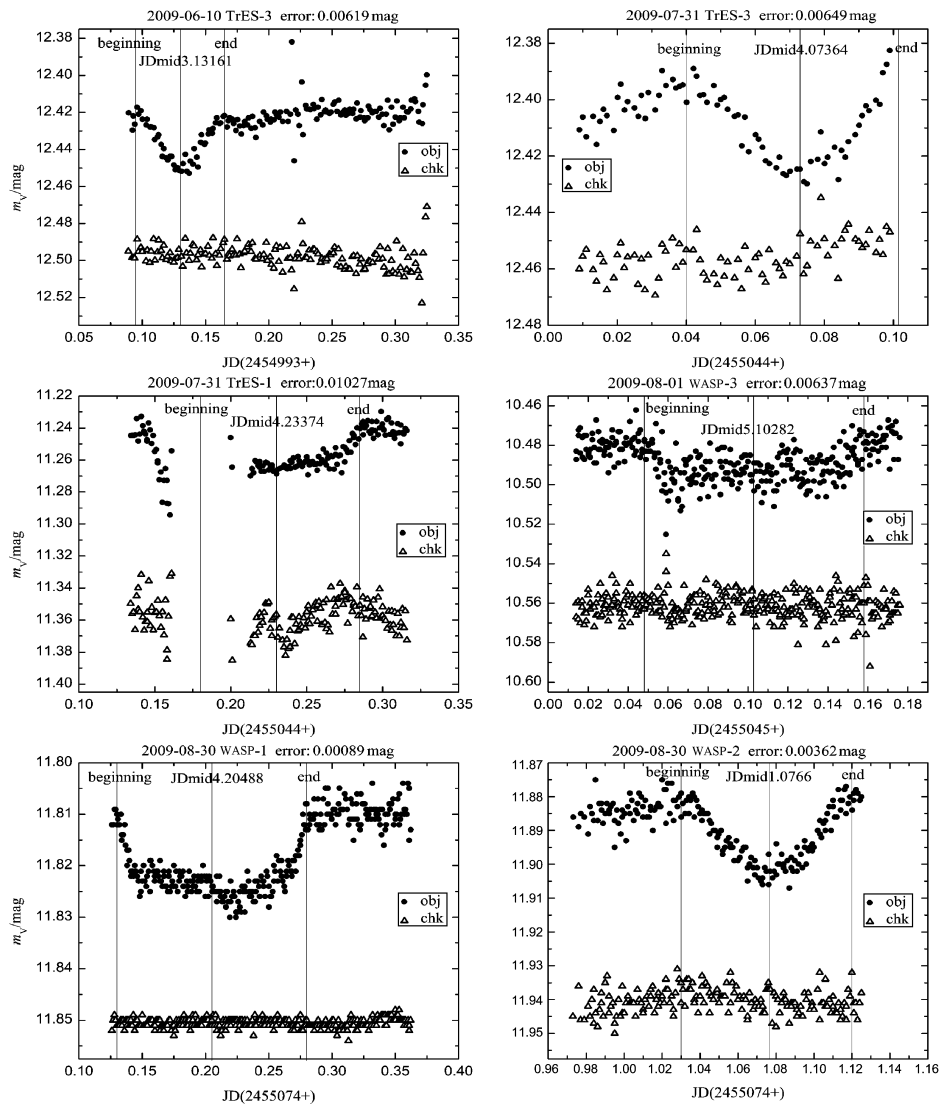 2009-06-10 TrES-3 error:0.00619 mag
beginning
end
JDmid3.13161
12.38
12.40
12.42
12.44
12.46
12.48
12.50
12.52
mV/mag
obj
chk
0.05 0.10 0.15 0.20 0.25 0.30 0.35
JD(2454993+)
2009-07-31 TrES-3 error:0.00649 mag
beginning
JDmid4.07364
end
12.38
12.40
12.42
12.44
12.46
12.48
obj
chk
0.00 0.02 0.04 0.06 0.08 0.10
JD(2455044+)
2009-07-31 TrES-1 error:0.01027mag
beginning
JDmid4.23374
end
11.22
11.24
11.26
11.28
11.30
11.32
11.34
11.36
11.38
11.40
mV/mag
obj
chk
0.10 0.15 0.20 0.25 0.30 0.35
JD(2455044+)
2009-08-01 WASP-3 error:0.00637 mag
beginning
JDmid5.10282
end
10.46
10.48
10.50
10.52
10.54
10.56
10.58
10.60
obj
chk
0.00 0.02 0.04 0.06 0.08 0.10 0.12 0.14 0.16 0.18
JD(2455045+)
2009-08-30 WASP-1 error:0.00089 mag
beginning
JDmid4.20488
end
11.80
11.81
11.82
11.83
11.84
11.85
mV/mag
obj
chk
0.10 0.15 0.20 0.25 0.30 0.35 0.40
JD(2455074+)
2009-08-30 WASP-2 error:0.00362 mag
beginning
JDmid1.0766
end
11.87
11.88
11.89
11.90
11.91
11.92
11.93
11.94
11.95
obj
chk
0.96 0.98 1.00 1.02 1.04 1.06 1.08 1.10 1.12 1.14 1.16
JD(2455074+)